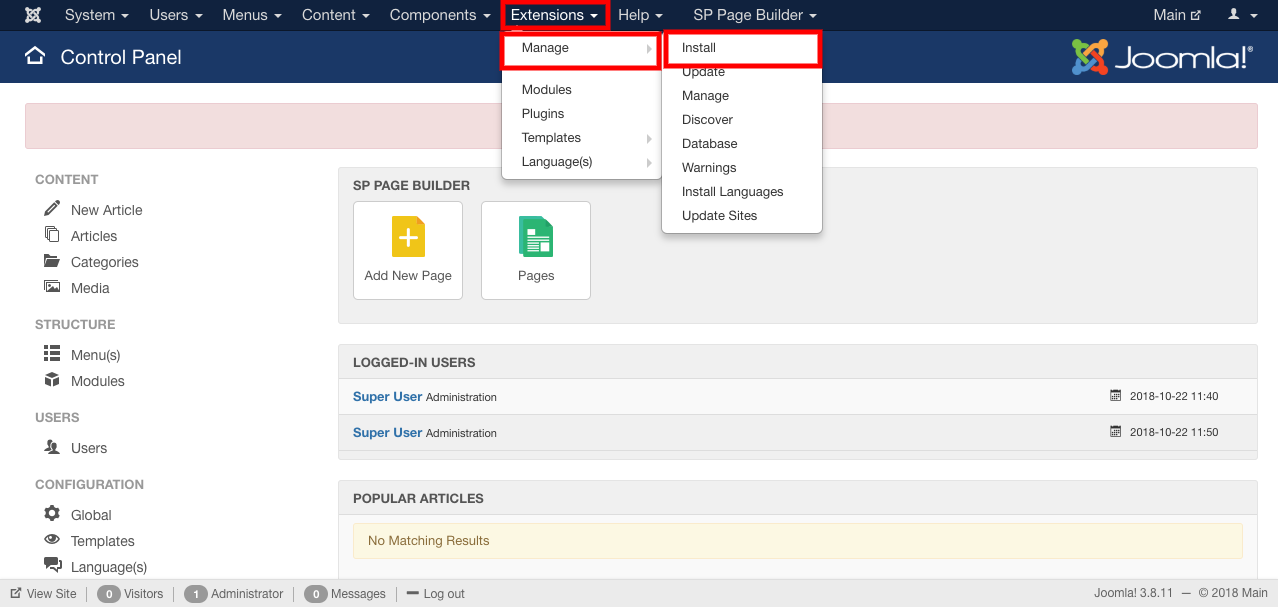 System Users Menus Content Components Extensions Help SP Page Builder Main
Control Panel
Joomla!®
Manage
Modules
Plugins
Templates
Language(s)
Install
Update
Manage
Discover
Database
Warnings
Install Languages
Update Sites
CONTENT
New Article
Articles
Categories
Media
STRUCTURE
Menu(s)
Modules
USERS
Users
CONFIGURATION
Global
Templates
Language(s)
SP PAGE BUILDER
Add New Page
Pages
LOGGED-IN USERS
Super User Administration 2018-10-22 11:40
Super User Administration 2018-10-22 11:50
POPULAR ARTICLES
No Matching Results
View Site 0 Visitors 1 Administrator 0 Messages Log out Joomla! 3.8.11 — © 2018 Main